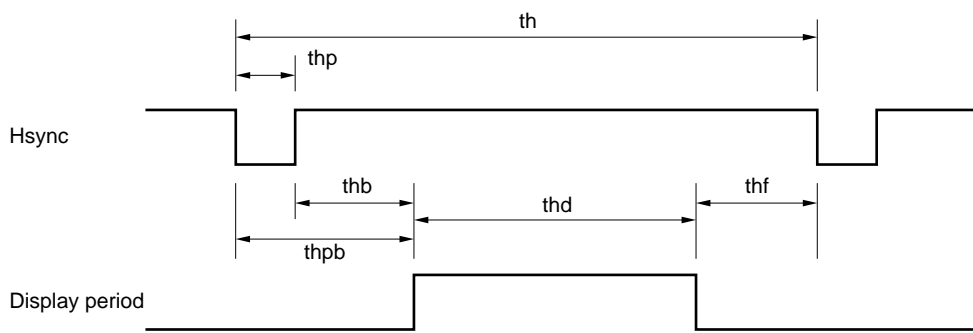 th
thp
Hsync
thb
thf
thd
thpb
Display period